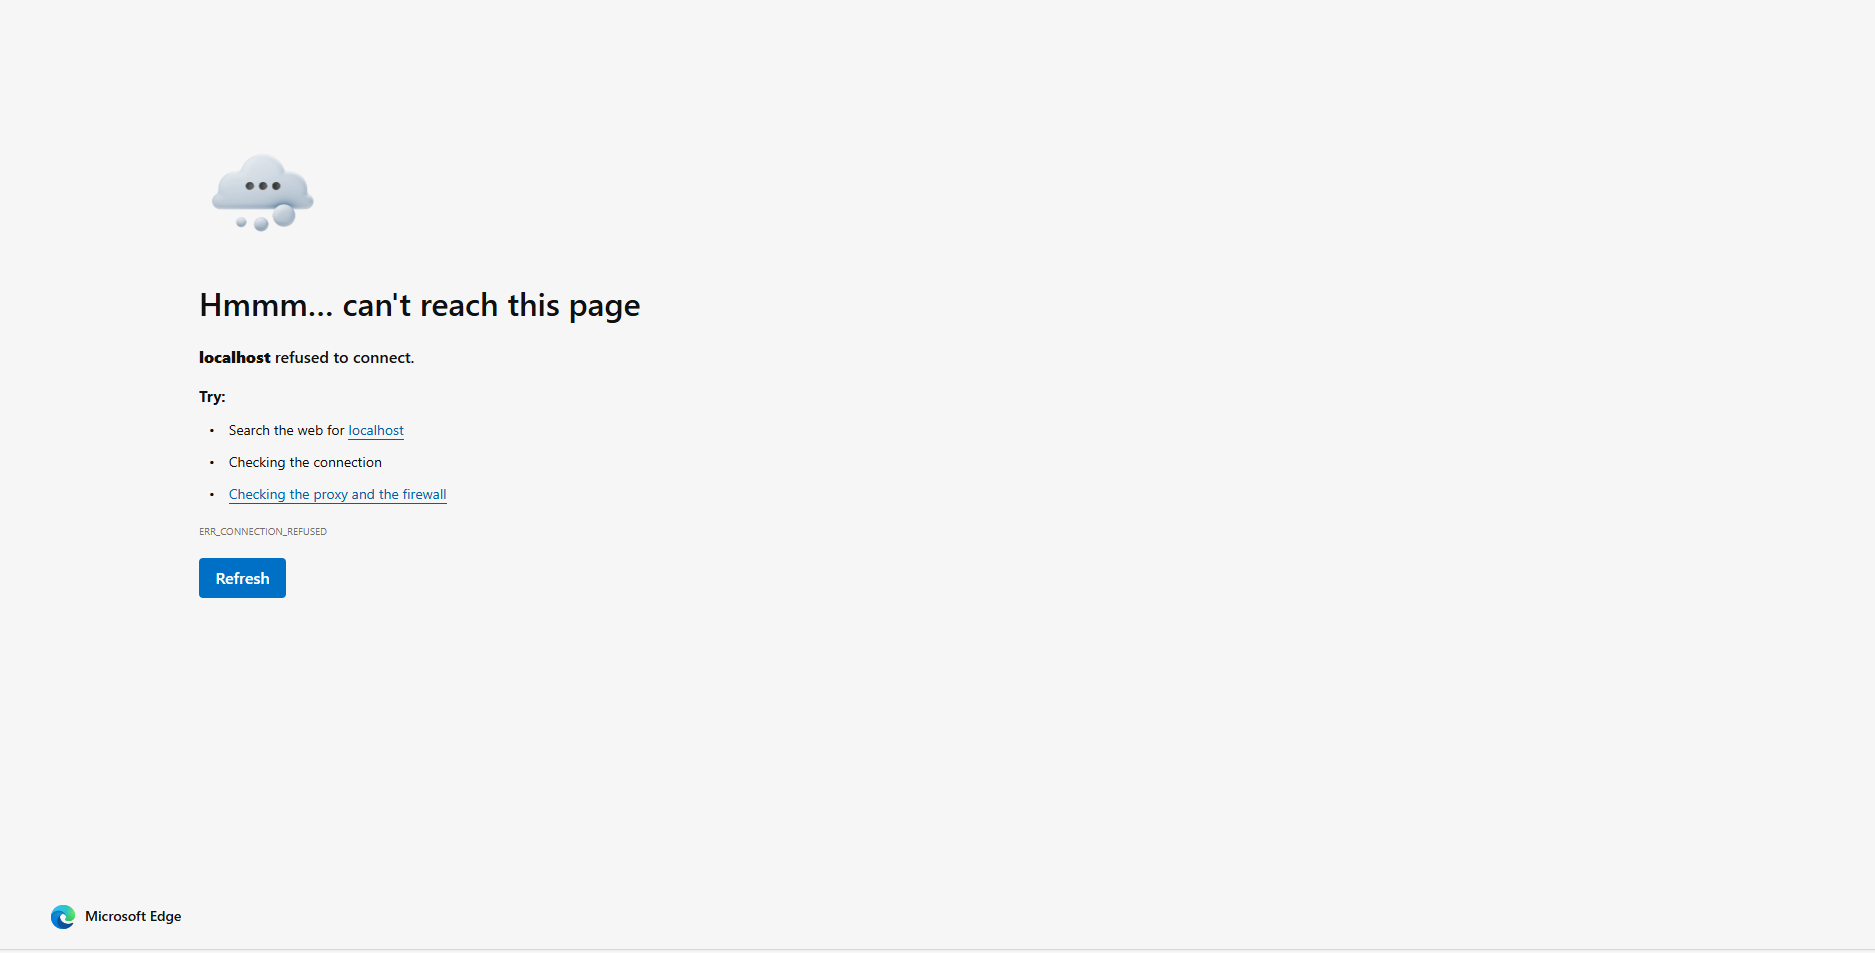 Hmmm... can't reach this page
localhost refused to connect.
Try:
• Search the web for localhost
• Checking the connection
• Checking the proxy and the firewall
ERR_CONNECTION_REFUSED
Refresh
Microsoft Edge